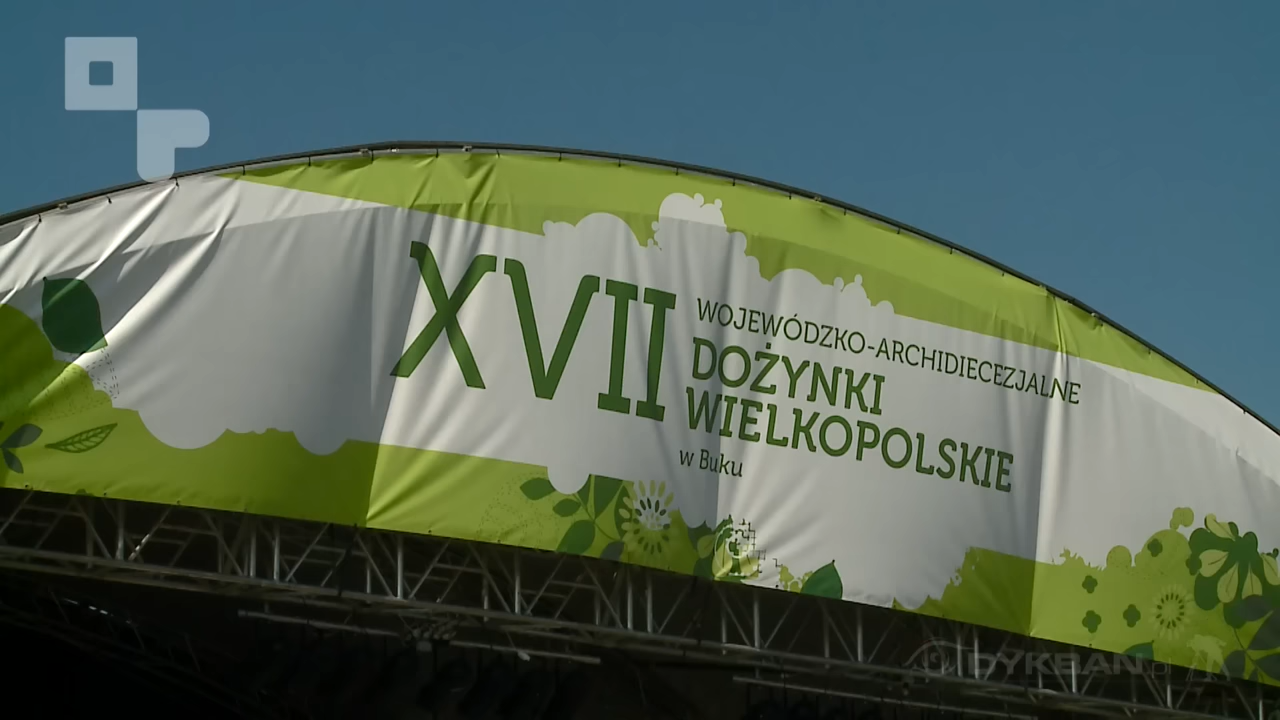 XVII
WOJEWÓDZKO-ARCHIDIECEZJALNE
DOŻYNKI
WIELKOPOLSKIE
w Buku